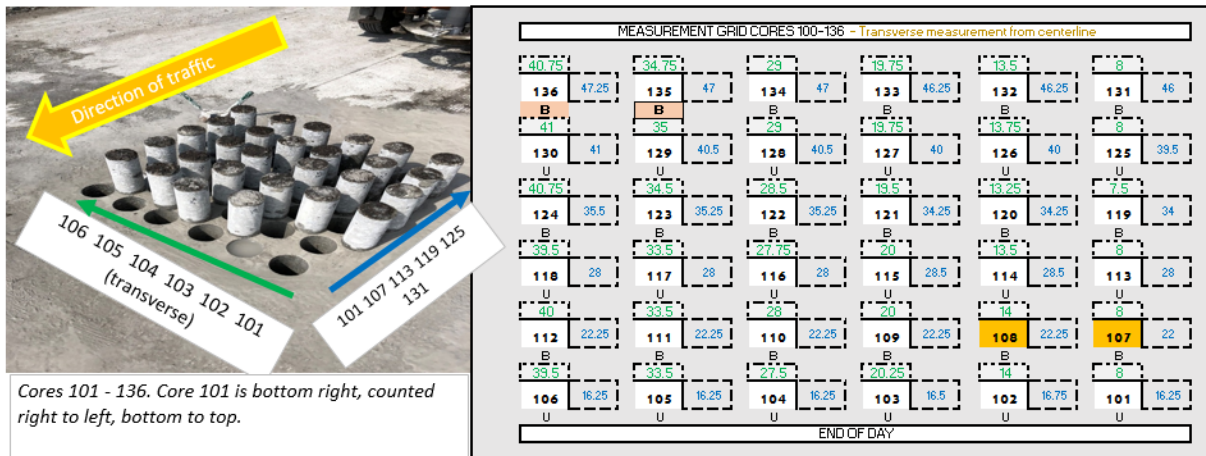 Direction of traffic
106 105 104 103 102 101
(transverse)
101 107 113 119 125
131
Cores 101 - 136. Core 101 is bottom right, counted
right to left, bottom to top.
MEASUREMENT GRID CORES 100-136 - Transverse measurement from centerline
40.75 34.75 29 19.75 13.5 8
136 47.25 135 47 134 47 133 46.25 132 46.25 131 46
B B B B B B
41 35 29 19.75 13.75 8
130 41 129 40.5 128 40.5 127 40 126 40 125 39.5
U U U U U U
40.75 34.5 28.5 19.5 13.25 7.5
124 35.5 123 35.25 122 35.25 121 34.25 120 34.25 119 34
B B B B B B
39.5 33.5 27.75 20 13.5 8
118 28 117 28 116 28 115 28.5 114 28.5 113 28
U U U U U U
40 33.5 28 20 14 8
112 22.25 111 22.25 110 22.25 109 22.25 108 22.25 107 22
B B B B B B
39.5 33.5 27.5 20.25 14 8
106 16.25 105 16.25 104 16.25 103 16.5 102 16.75 101 16.25
U U U U U U
END OF DAY